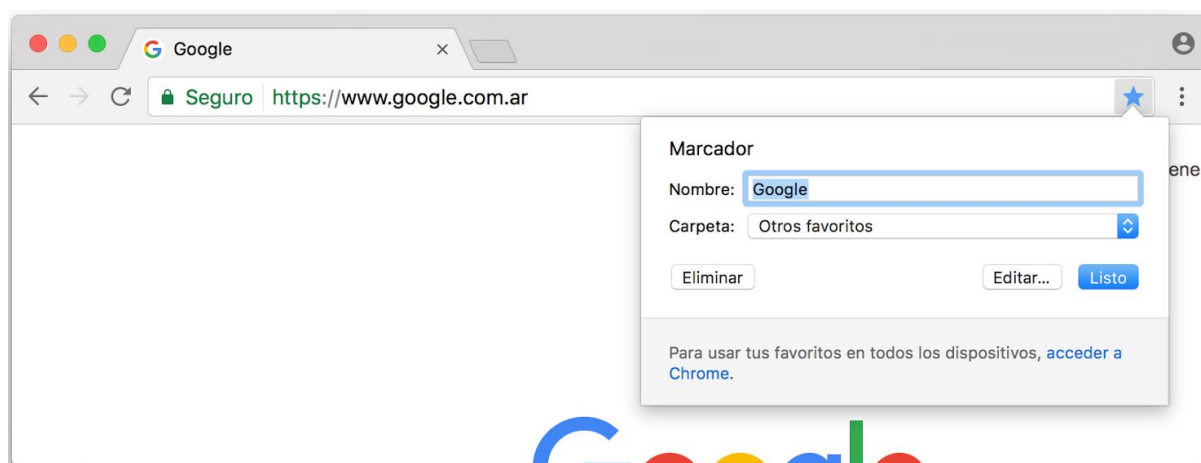 Google
Seguro https://www.google.com.ar
Marcador
ene
Nombre: Google
Carpeta: Otros favoritos
Eliminar Editar... Listo
Para usar tus favoritos en todos los dispositivos, acceder a
Chrome.
Google